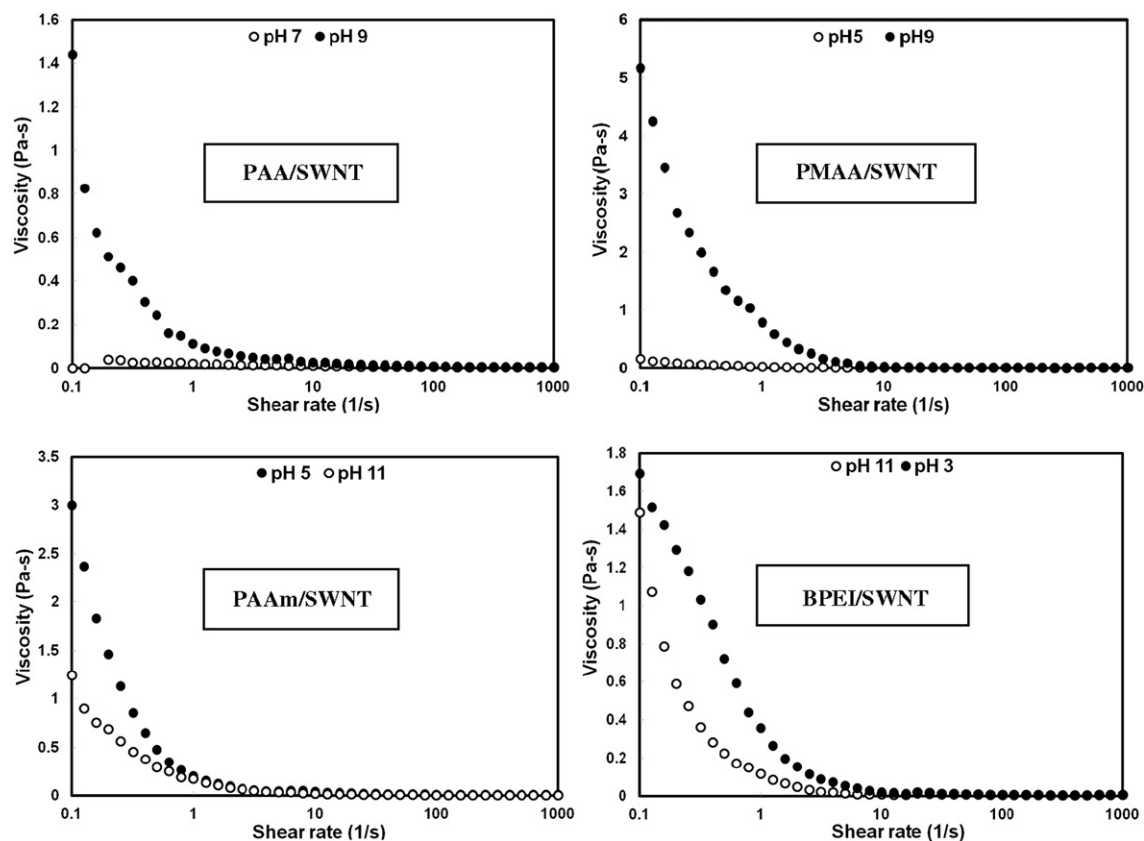 pH 7 pH 9
Viscosity (Pa-s)
1.6
1.4
1.2
1
0.8
0.6
0.4
0.2
0
PAA/SWNT
0.1 1 10 100 1000
Shear rate (1/s)
pH5 pH9
Viscosity (Pa-s)
6
5
4
3
2
1
0
PMAA/SWNT
0.1 1 10 100 1000
Shear rate (1/s)
pH 5 pH 11
Viscosity (Pa-s)
3.5
3
2.5
2
1.5
1
0.5
0
PAAm/SWNT
0.1 1 10 100 1000
Shear rate (1/s)
pH 11 pH 3
Viscosity (Pa-s)
1.8
1.6
1.4
1.2
1
0.8
0.6
0.4
0.2
0
BPEI/SWNT
0.1 1 10 100 1000
Shear rate (1/s)